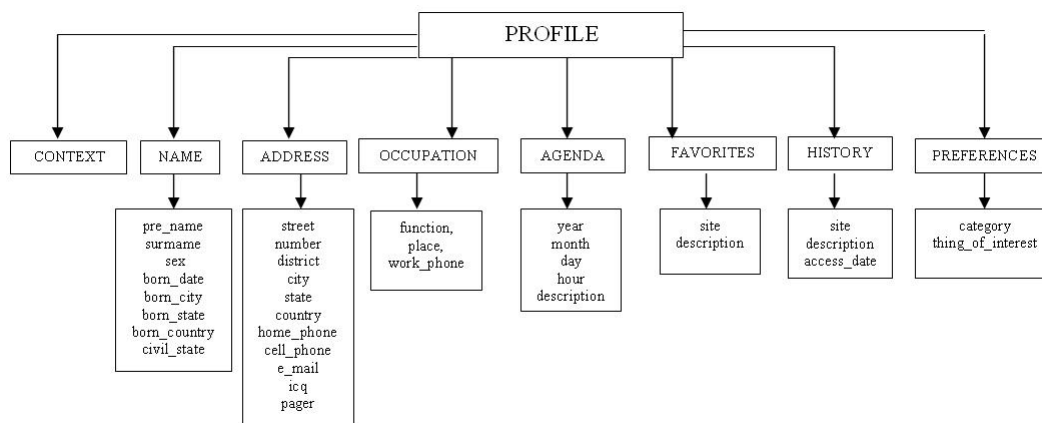 PROFILE
CONTEXT
NAME
ADDRESS
OCCUPATION
AGENDA
FAVORITES
HISTORY
PREFERENCES
pre_name
surmame
sex
born_date
born_city
born_state
born_country
civil_state
street
number
district
city
state
country
home_phone
cell_phone
e_mail
icq
pager
function,
place,
work_phone
year
month
day
hour
description
site
description
site
description
access_date
category
thing_of_interest